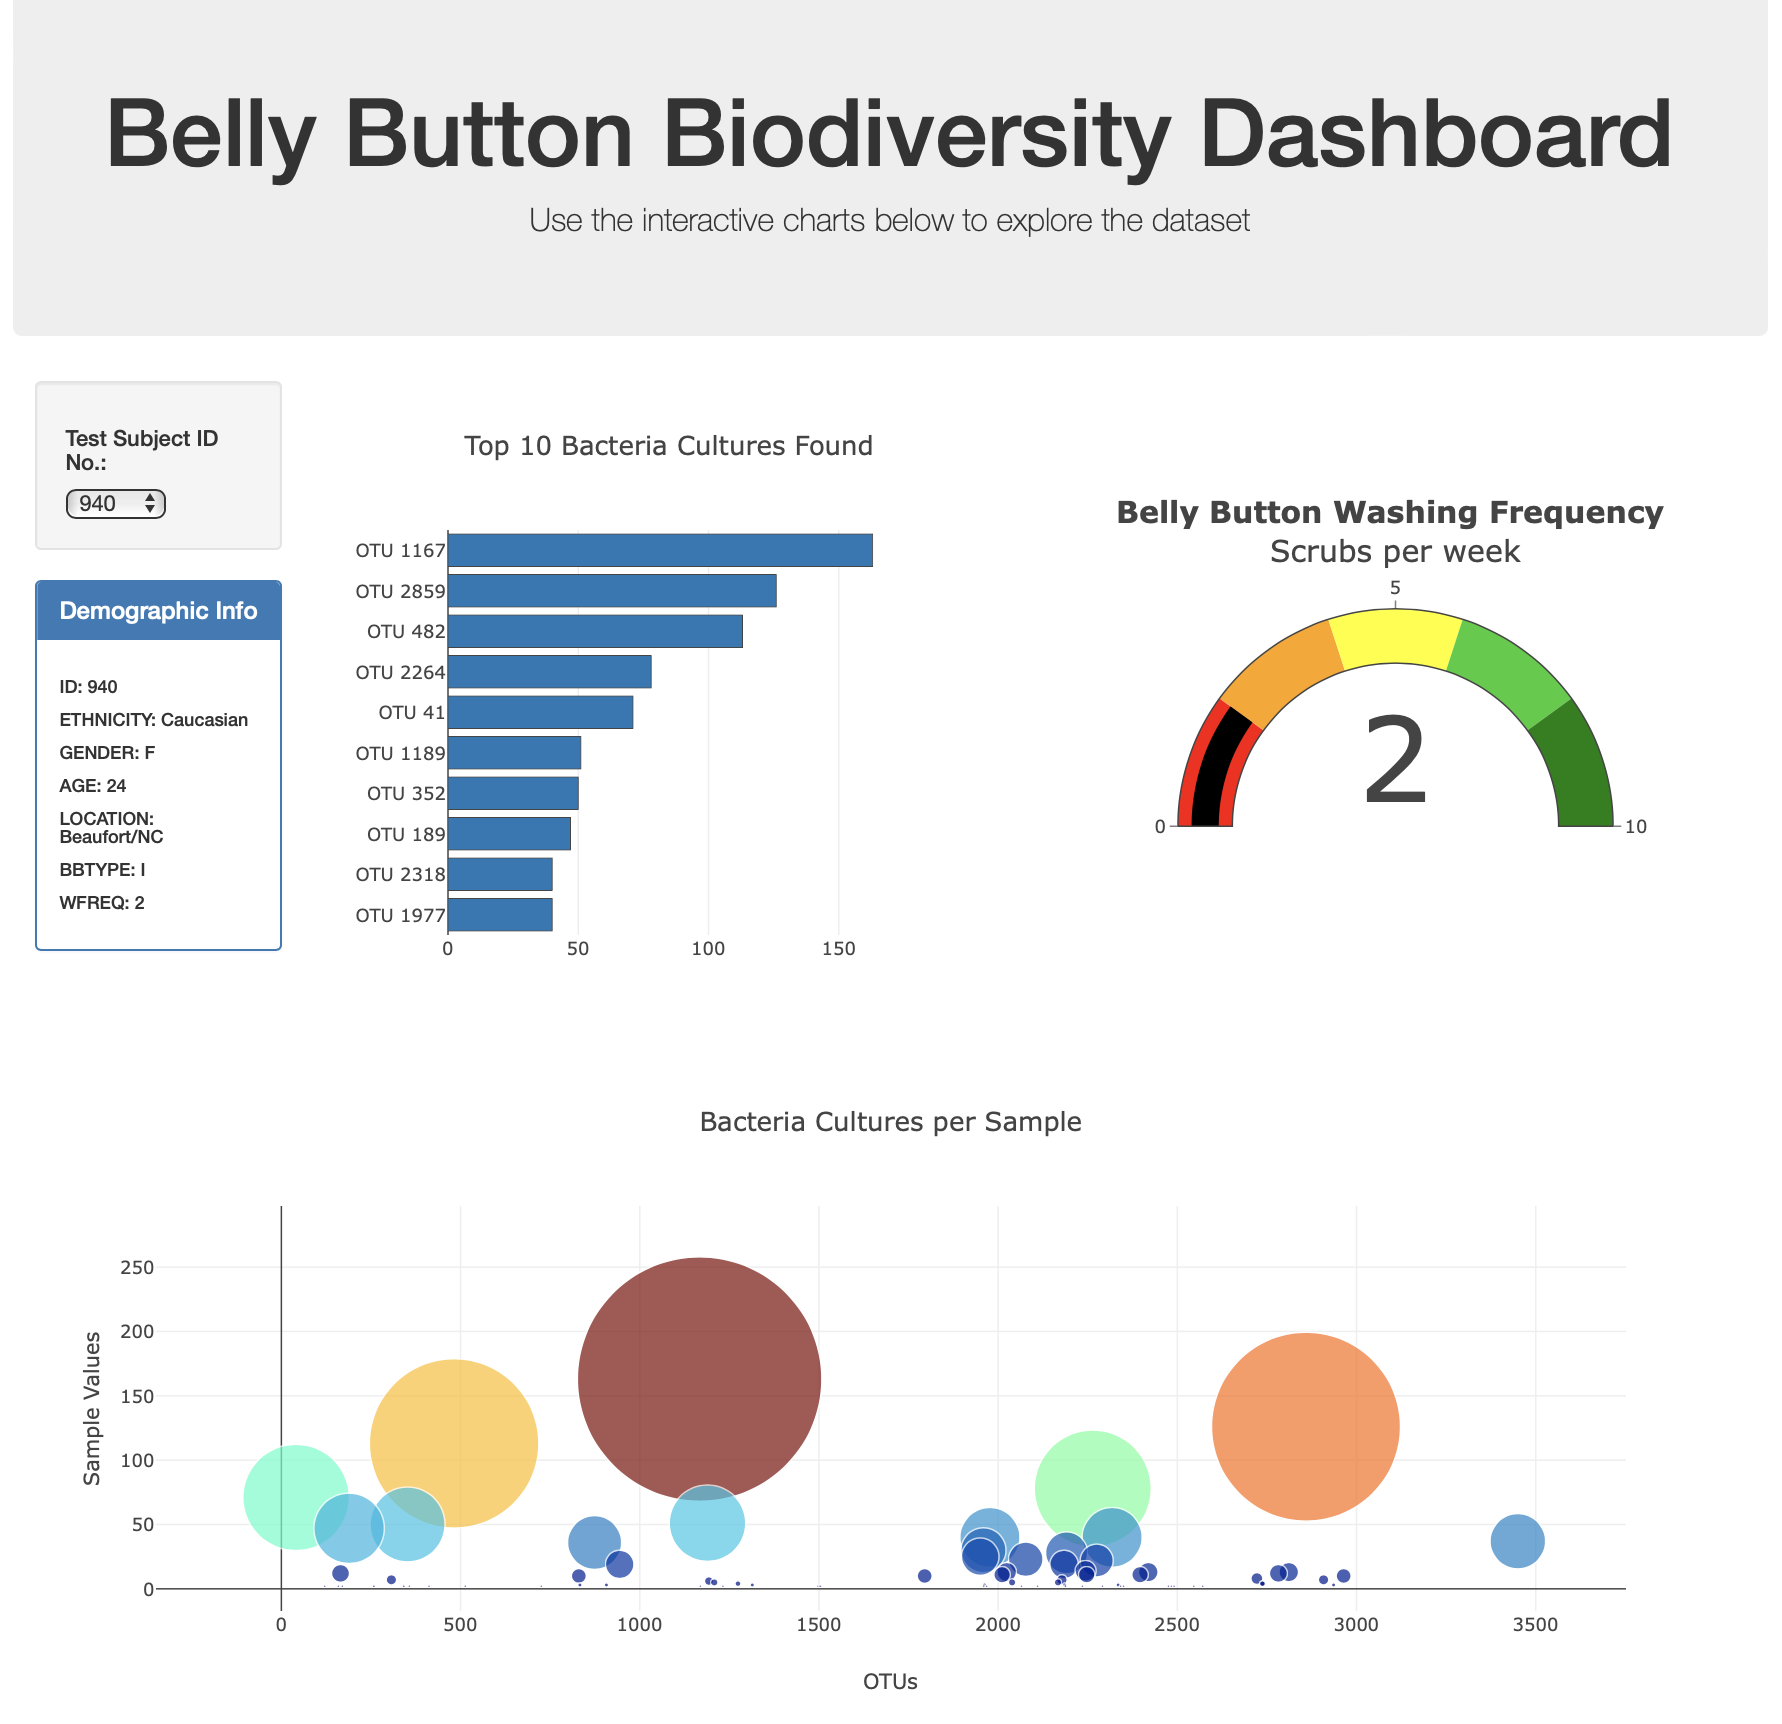 Belly Button Biodiversity Dashboard
Use the interactive charts below to explore the dataset
Test Subject ID
No.:
940
Demographic Info
ID: 940
ETHNICITY: Caucasian
GENDER: F
AGE: 24
LOCATION:
Beaufort/NC
BBTYPE: I
WFREQ: 2
Top 10 Bacteria Cultures Found
OTU 1167
OTU 2859
OTU 482
OTU 2264
OTU 41
OTU 1189
OTU 352
OTU 189
OTU 2318
OTU 1977
0 50 100 150
Belly Button Washing Frequency
Scrubs per week
5
2
0 10
Bacteria Cultures per Sample
Sample Values
250
200
150
100
50
0
0 500 1000 1500 2000 2500 3000 3500
OTUs